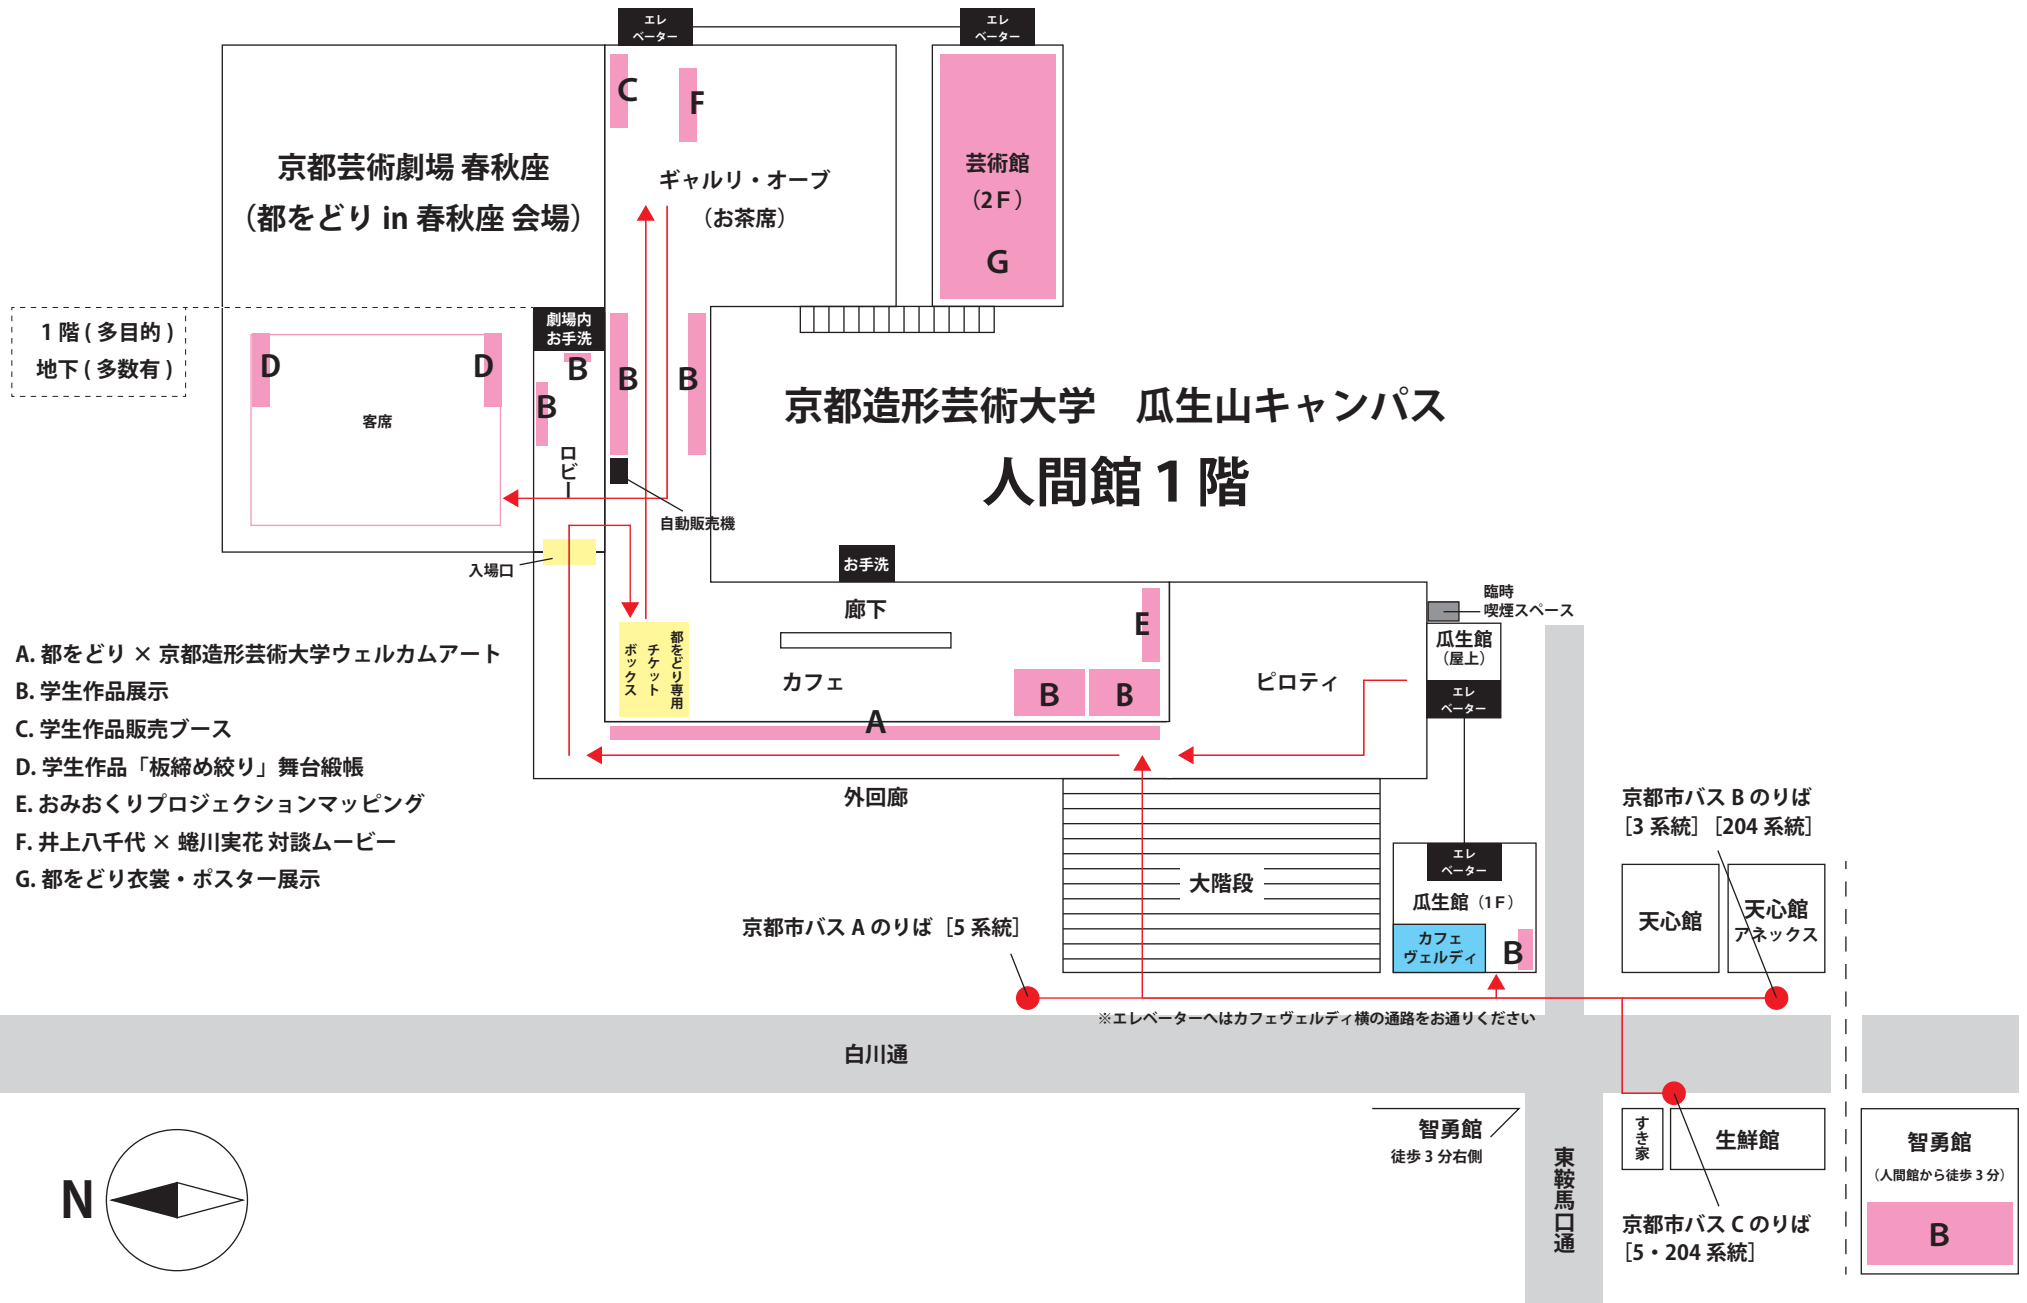 エレ
ベーター
エレ
ベーター
C
F
京都芸術劇場 春秋座
（都をどり in 春秋座 会場）
ギャルリ・オーブ
（お茶席）
芸術館
（2F）
G
1階(多目的)
地下(多数有)
劇場内
お手洗
D
D
B
B
B
B
客席
ロビー
京都造形芸術大学　瓜生山キャンパス
人間館1階
自動販売機
入場口
お手洗
廊下
E
都をどり専用
チケット
ボックス
カフェ
B
B
A
ピロティ
臨時
喫煙スペース
瓜生館
（屋上）
エレ
ベーター
A. 都をどり × 京都造形芸術大学ウェルカムアート
B. 学生作品展示
C. 学生作品販売ブース
D. 学生作品「板締め絞り」舞台緞帳
E. おみおくりプロジェクションマッピング
F. 井上八千代 × 蜷川実花 対談ムービー
G. 都をどり衣裳・ポスター展示
外回廊
大階段
エレ
ベーター
瓜生館（1F）
カフェ
ヴェルディ
B
京都市バス A のりば［5 系統］
京都市バス B のりば
［3 系統］［204 系統］
天心館
天心館
アネックス
※エレベーターへはカフェヴェルディ横の通路をお通りください
白川通
智勇館
徒歩 3 分右側
東鞍馬口通
すき家
生鮮館
京都市バス C のりば
［5・204 系統］
智勇館
（人間館から徒歩 3 分）
B
N